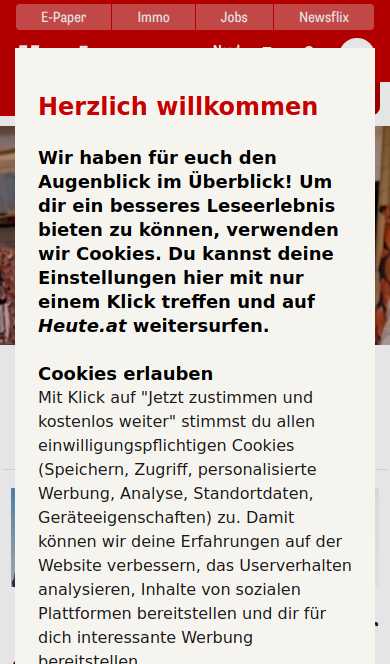 E-Paper Immo Jobs Newsflix
Herzlich willkommen
Wir haben für euch den
Augenblick im Überblick! Um
dir ein besseres Leseerlebnis
bieten zu können, verwenden
wir Cookies. Du kannst deine
Einstellungen hier mit nur
einem Klick treffen und auf
Heute.at weitersurfen.
Cookies erlauben
Mit Klick auf "Jetzt zustimmen und
kostenlos weiter" stimmst du allen
einwilligungspflichtigen Cookies
(Speichern, Zugriff, personalisierte
Werbung, Analyse, Standortdaten,
Geräteeigenschaften) zu. Damit
können wir deine Erfahrungen auf der
Website verbessern, das Userverhalten
analysieren, Inhalte von sozialen
Plattformen bereitstellen und dir für
dich interessante Werbung
bereitstellen